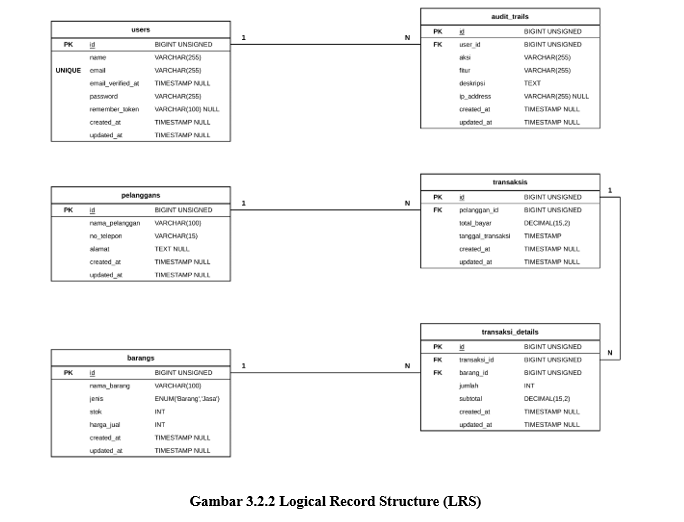 users
PK id BIGINT UNSIGNED
name VARCHAR(255)
UNIQUE email VARCHAR(255)
email_verified_at TIMESTAMP NULL
password VARCHAR(255)
remember_token VARCHAR(100) NULL
created_at TIMESTAMP NULL
updated_at TIMESTAMP NULL
1
N
audit_trails
PK id BIGINT UNSIGNED
FK user_id BIGINT UNSIGNED
aksi VARCHAR(255)
fitur VARCHAR(255)
deskripsi TEXT
ip_address VARCHAR(255) NULL
created_at TIMESTAMP NULL
updated_at TIMESTAMP NULL
pelanggans
PK id BIGINT UNSIGNED
nama_pelanggan VARCHAR(100)
no_telepon VARCHAR(15)
alamat TEXT NULL
created_at TIMESTAMP NULL
updated_at TIMESTAMP NULL
1
N
transaksis
PK id BIGINT UNSIGNED
FK pelanggan_id BIGINT UNSIGNED
total_bayar DECIMAL(15,2)
tanggal_transaksi TIMESTAMP
created_at TIMESTAMP NULL
updated_at TIMESTAMP NULL
1
N
barangs
PK id BIGINT UNSIGNED
nama_barang VARCHAR(100)
jenis ENUM('Barang','Jasa')
stok INT
harga_jual INT
created_at TIMESTAMP NULL
updated_at TIMESTAMP NULL
1
N
transaksi_details
PK id BIGINT UNSIGNED
FK transaksi_id BIGINT UNSIGNED
FK barang_id BIGINT UNSIGNED
jumlah INT
subtotal DECIMAL(15,2)
created_at TIMESTAMP NULL
updated_at TIMESTAMP NULL
Gambar 3.2.2 Logical Record Structure (LRS)